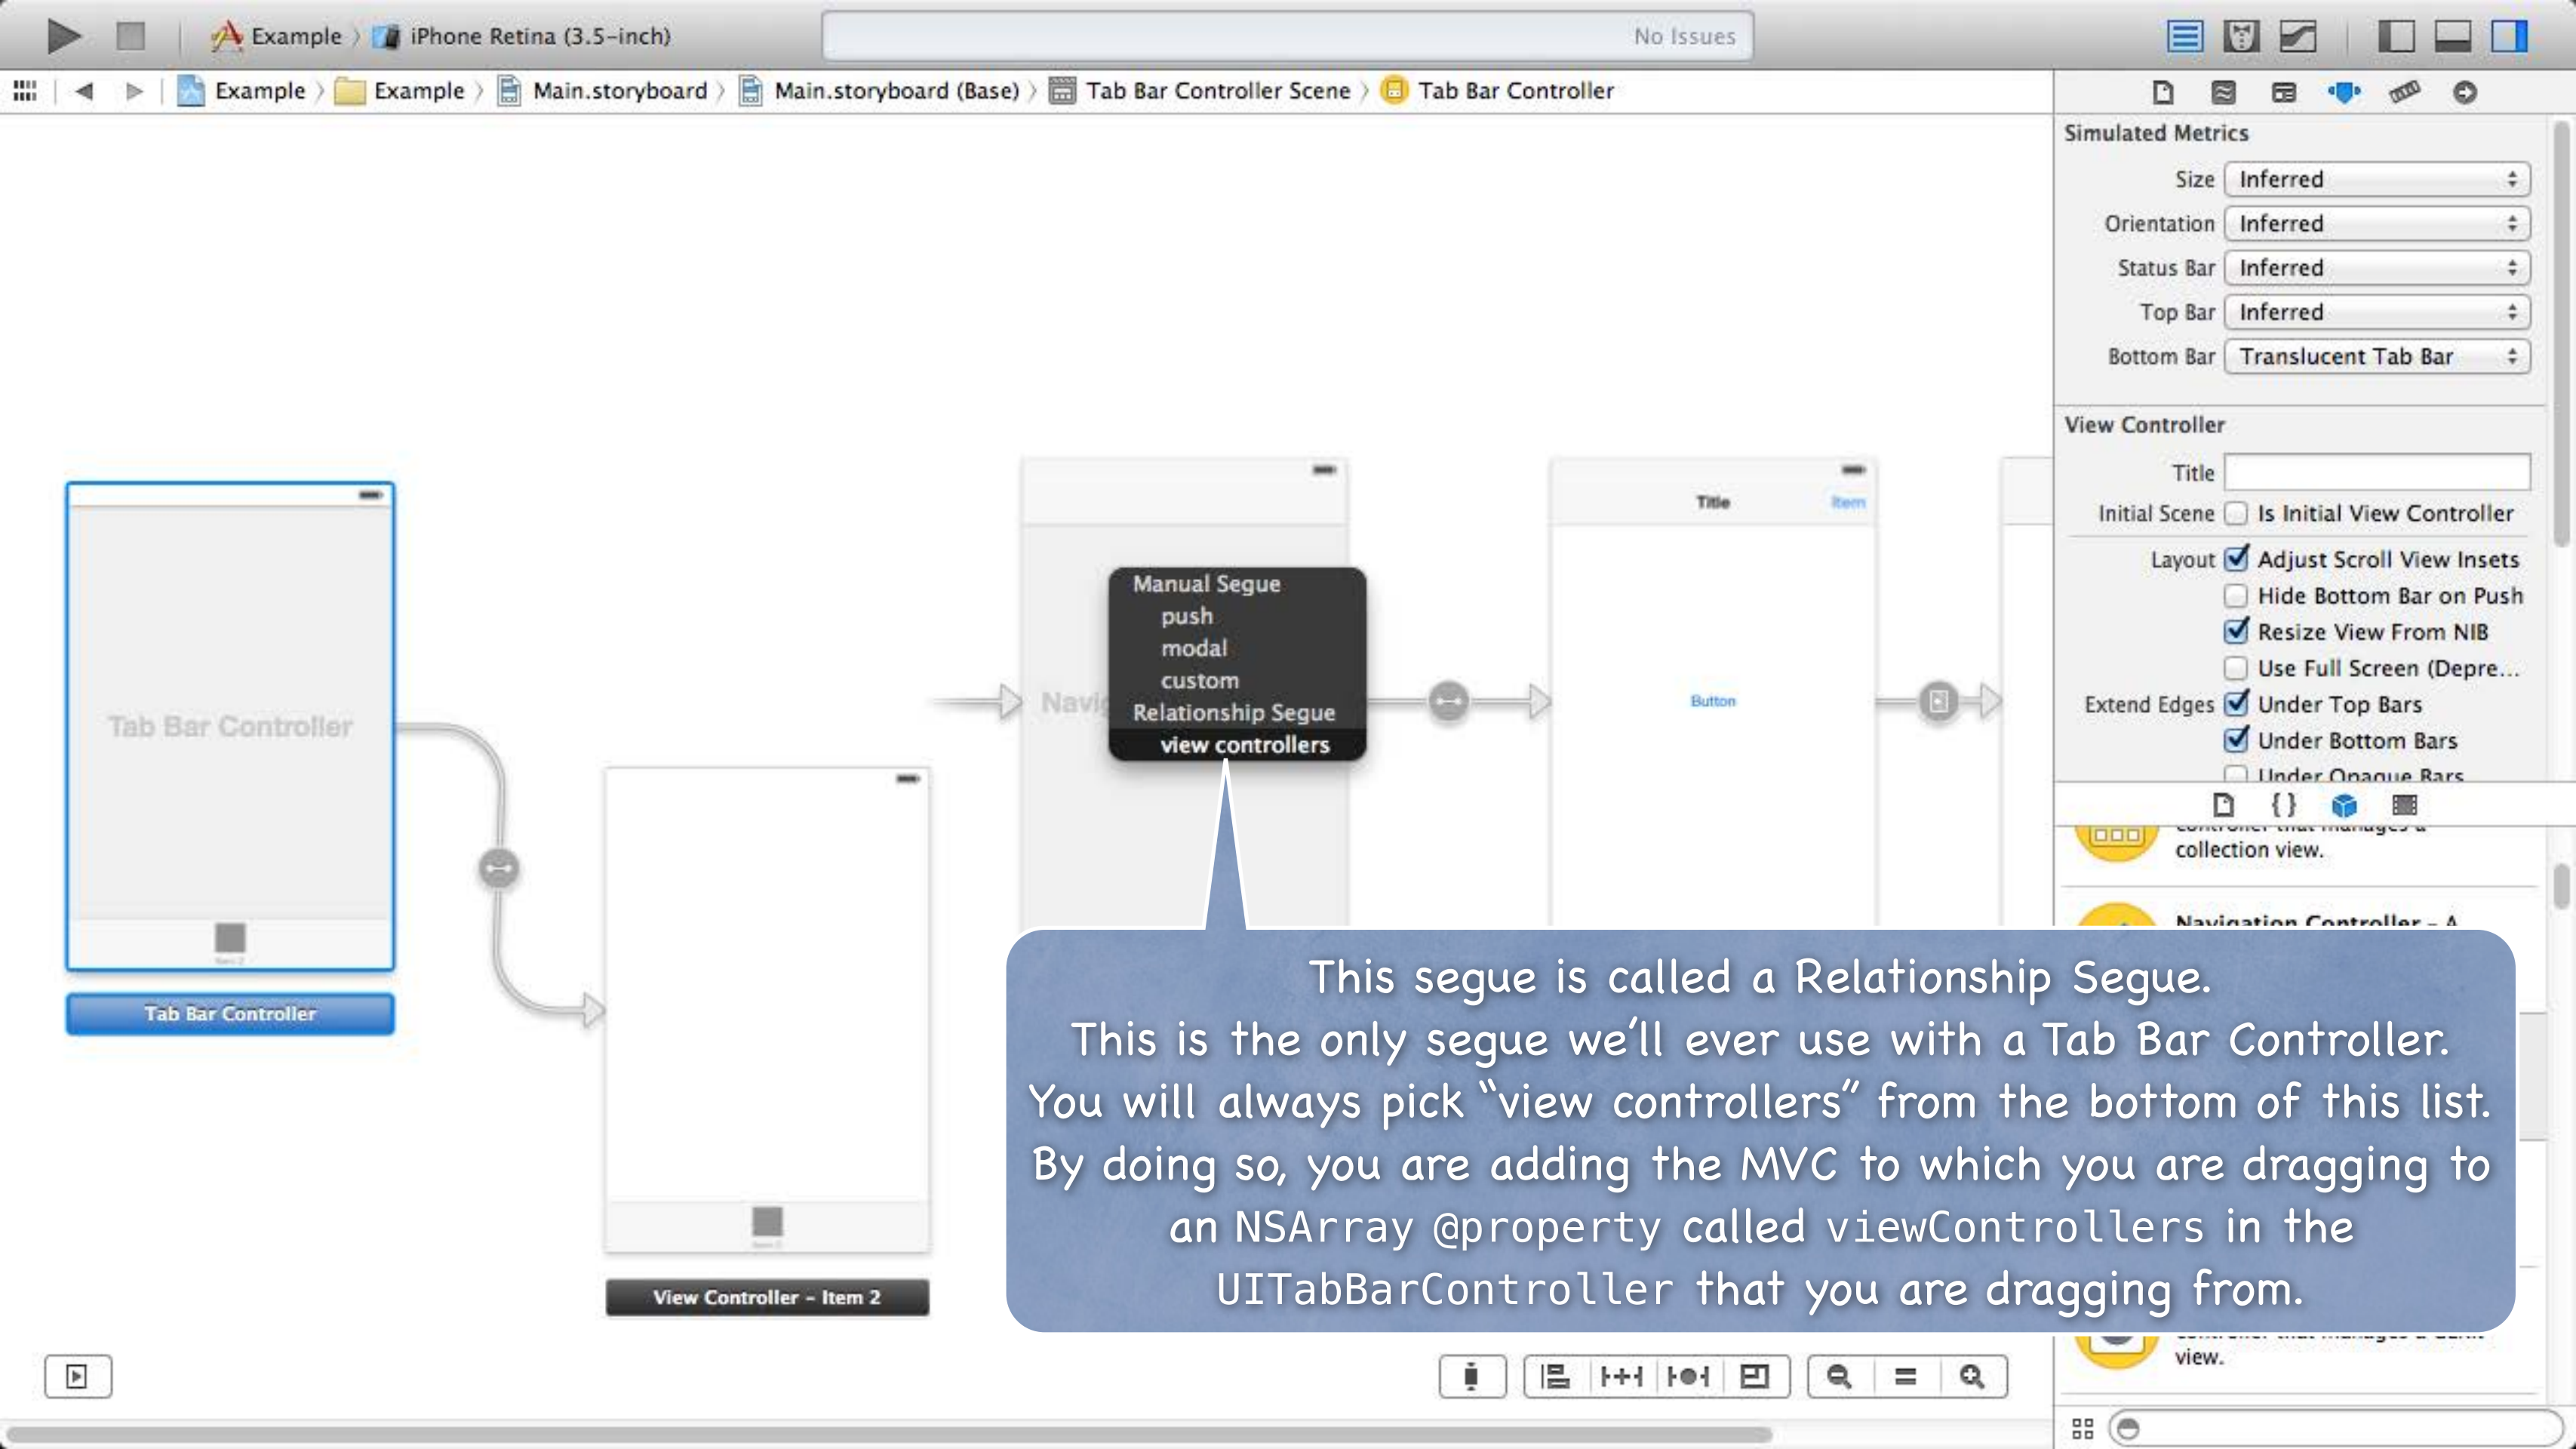 Example
iPhone Retina (3.5-inch)
No Issues
Example
Example
Main.storyboard
Main.storyboard (Base)
Tab Bar Controller Scene
Tab Bar Controller
Simulated Metrics
Size Inferred
Orientation Inferred
Status Bar Inferred
Top Bar Inferred
Bottom Bar Translucent Tab Bar
View Controller
Title
Initial Scene Is Initial View Controller
Layout Adjust Scroll View Insets
Hide Bottom Bar on Push
Resize View From NIB
Use Full Screen (Depre...
Extend Edges Under Top Bars
Under Bottom Bars
Under Opaque Bars
controller that manages a
collection view.
Navigation Controller - A
view.
Tab Bar Controller
Tab Bar Controller
View Controller - Item 2
Manual Segue
push
modal
custom
Relationship Segue
view controllers
Title
Item
Button
This segue is called a Relationship Segue.
This is the only segue we'll ever use with a Tab Bar Controller.
You will always pick “view controllers” from the bottom of this list.
By doing so, you are adding the MVC to which you are dragging to
an NSArray @property called viewControllers in the
UITabBarController that you are dragging from.